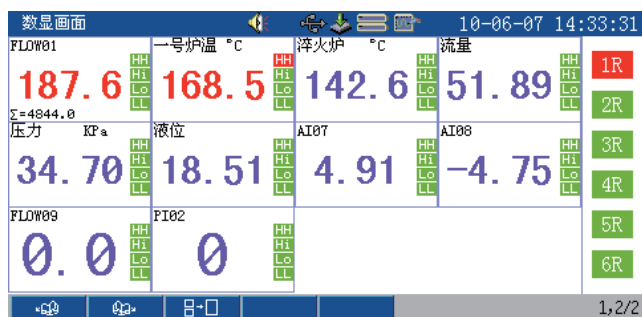 数显画面 10-06-07 14:33:31
FLOW01 一号炉温 °C 淬火炉 °C 流量
HH HH HH HH
Hi Hi Hi Hi
187.6 168.5 142.6 51.89
Lo Lo Lo Lo
LL LL LL LL
Σ=4844.0
1R
2R
压力 KPa 液位 AI07 AI08
HH HH HH HH
Hi Hi Hi Hi
34.70 18.51 4.91 -4.75
Lo Lo Lo Lo
LL LL LL LL
3R
4R
FLOW09 PI02
HH HH
Hi Hi
0.0 0
Lo Lo
LL LL
5R
6R
1,2/2